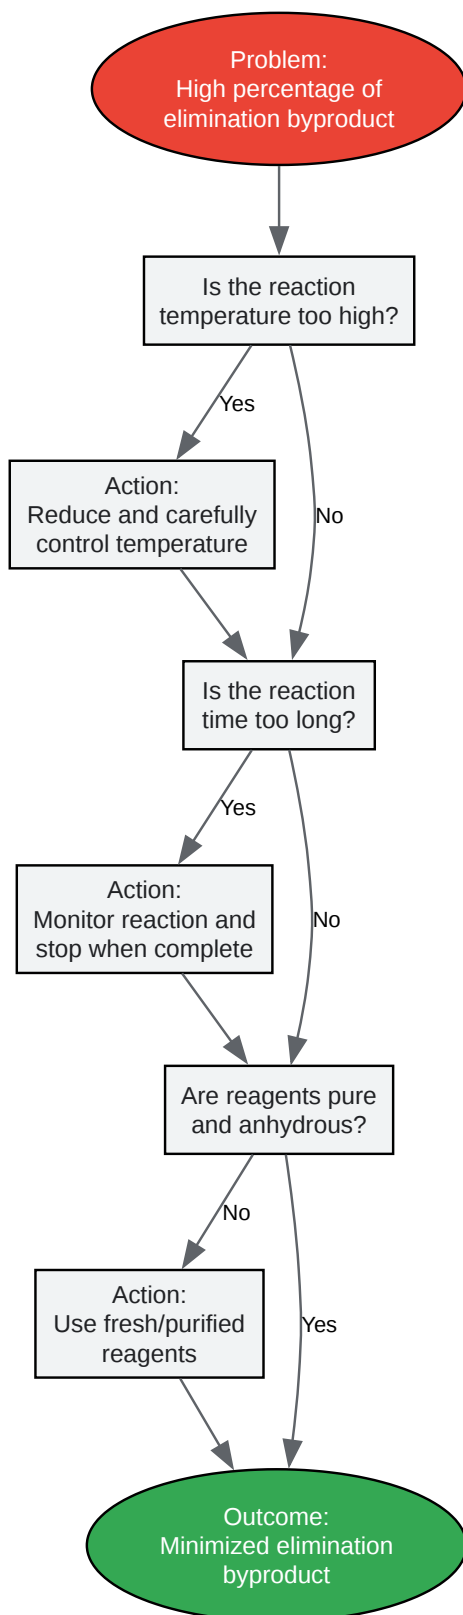 Problem:
High percentage of
elimination byproduct
Is the reaction
temperature too high?
Yes
No
Action:
Reduce and carefully
control temperature
Is the reaction
time too long?
Yes
No
Action:
Monitor reaction and
stop when complete
Are reagents pure
and anhydrous?
No
Yes
Action:
Use fresh/purified
reagents
Outcome:
Minimized elimination
byproduct